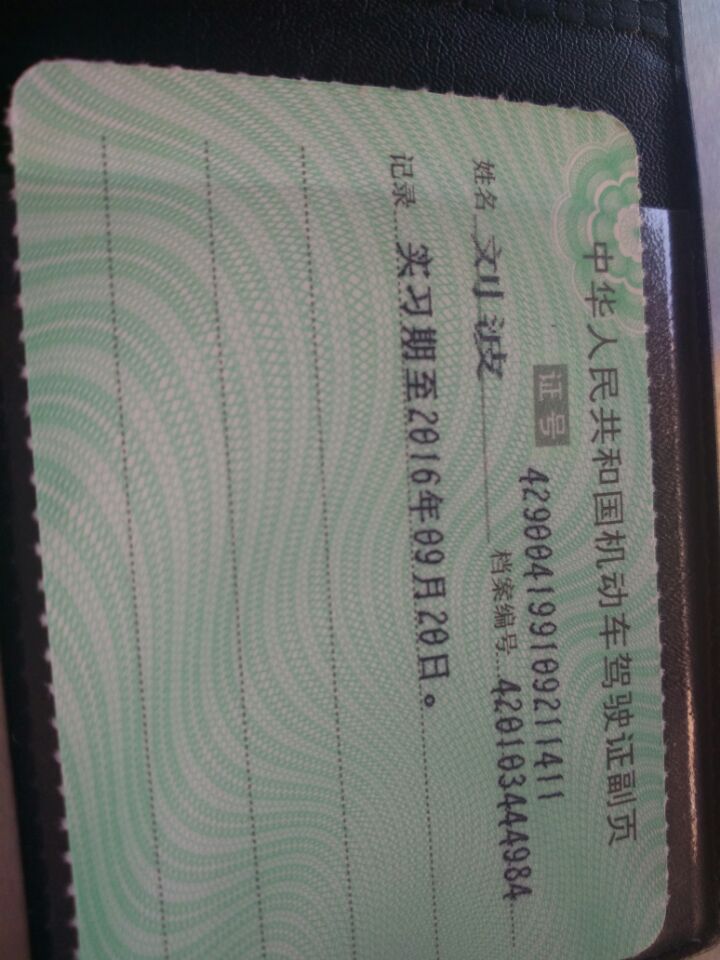 中华人民共和国机动车驾驶证副页
证号 429004199109211411
姓名 刘波 档案编号 420103444984
记录 实习期至2016年09月20日。